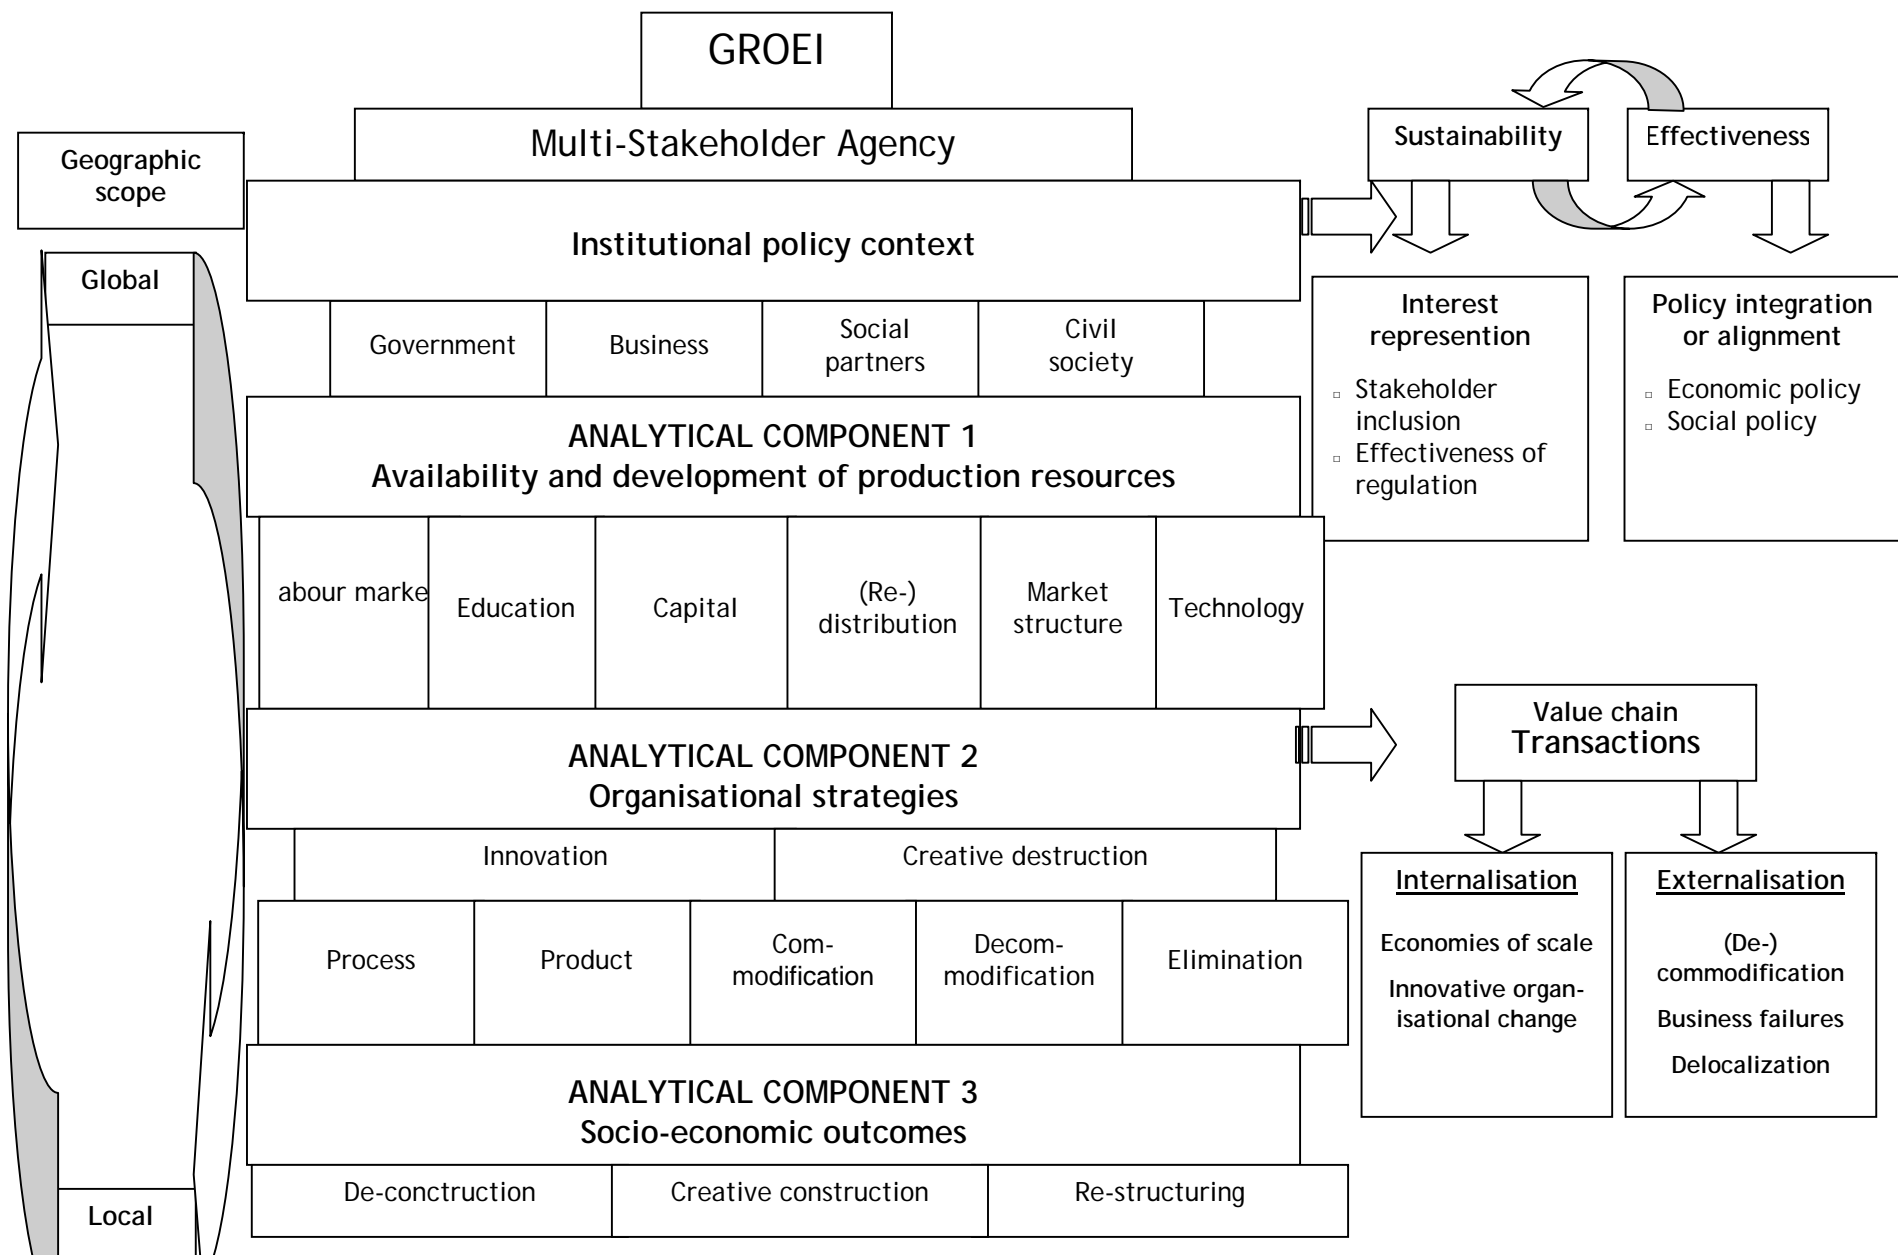 GROEI
Multi-Stakeholder Agency
Geographic
scope
Global
Local
Institutional policy context
Government
Business
Social
partners
Civil
society
ANALYTICAL COMPONENT 1
Availability and development of production resources
abour marke
Education
Capital
(Re-)
distribution
Market
structure
Technology
ANALYTICAL COMPONENT 2
Organisational strategies
Innovation
Creative destruction
Process
Product
Com-
modification
Decom-
modification
Elimination
ANALYTICAL COMPONENT 3
Socio-economic outcomes
De-conctruction
Creative construction
Re-structuring
Sustainability
Effectiveness
Interest
represention
Stakeholder
inclusion
Effectiveness of
regulation
Policy integration
or alignment
Economic policy
Social policy
Value chain
Transactions
Internalisation
Economies of scale
Innovative organ-
isational change
Externalisation
(De-)
commodification
Business failures
Delocalization